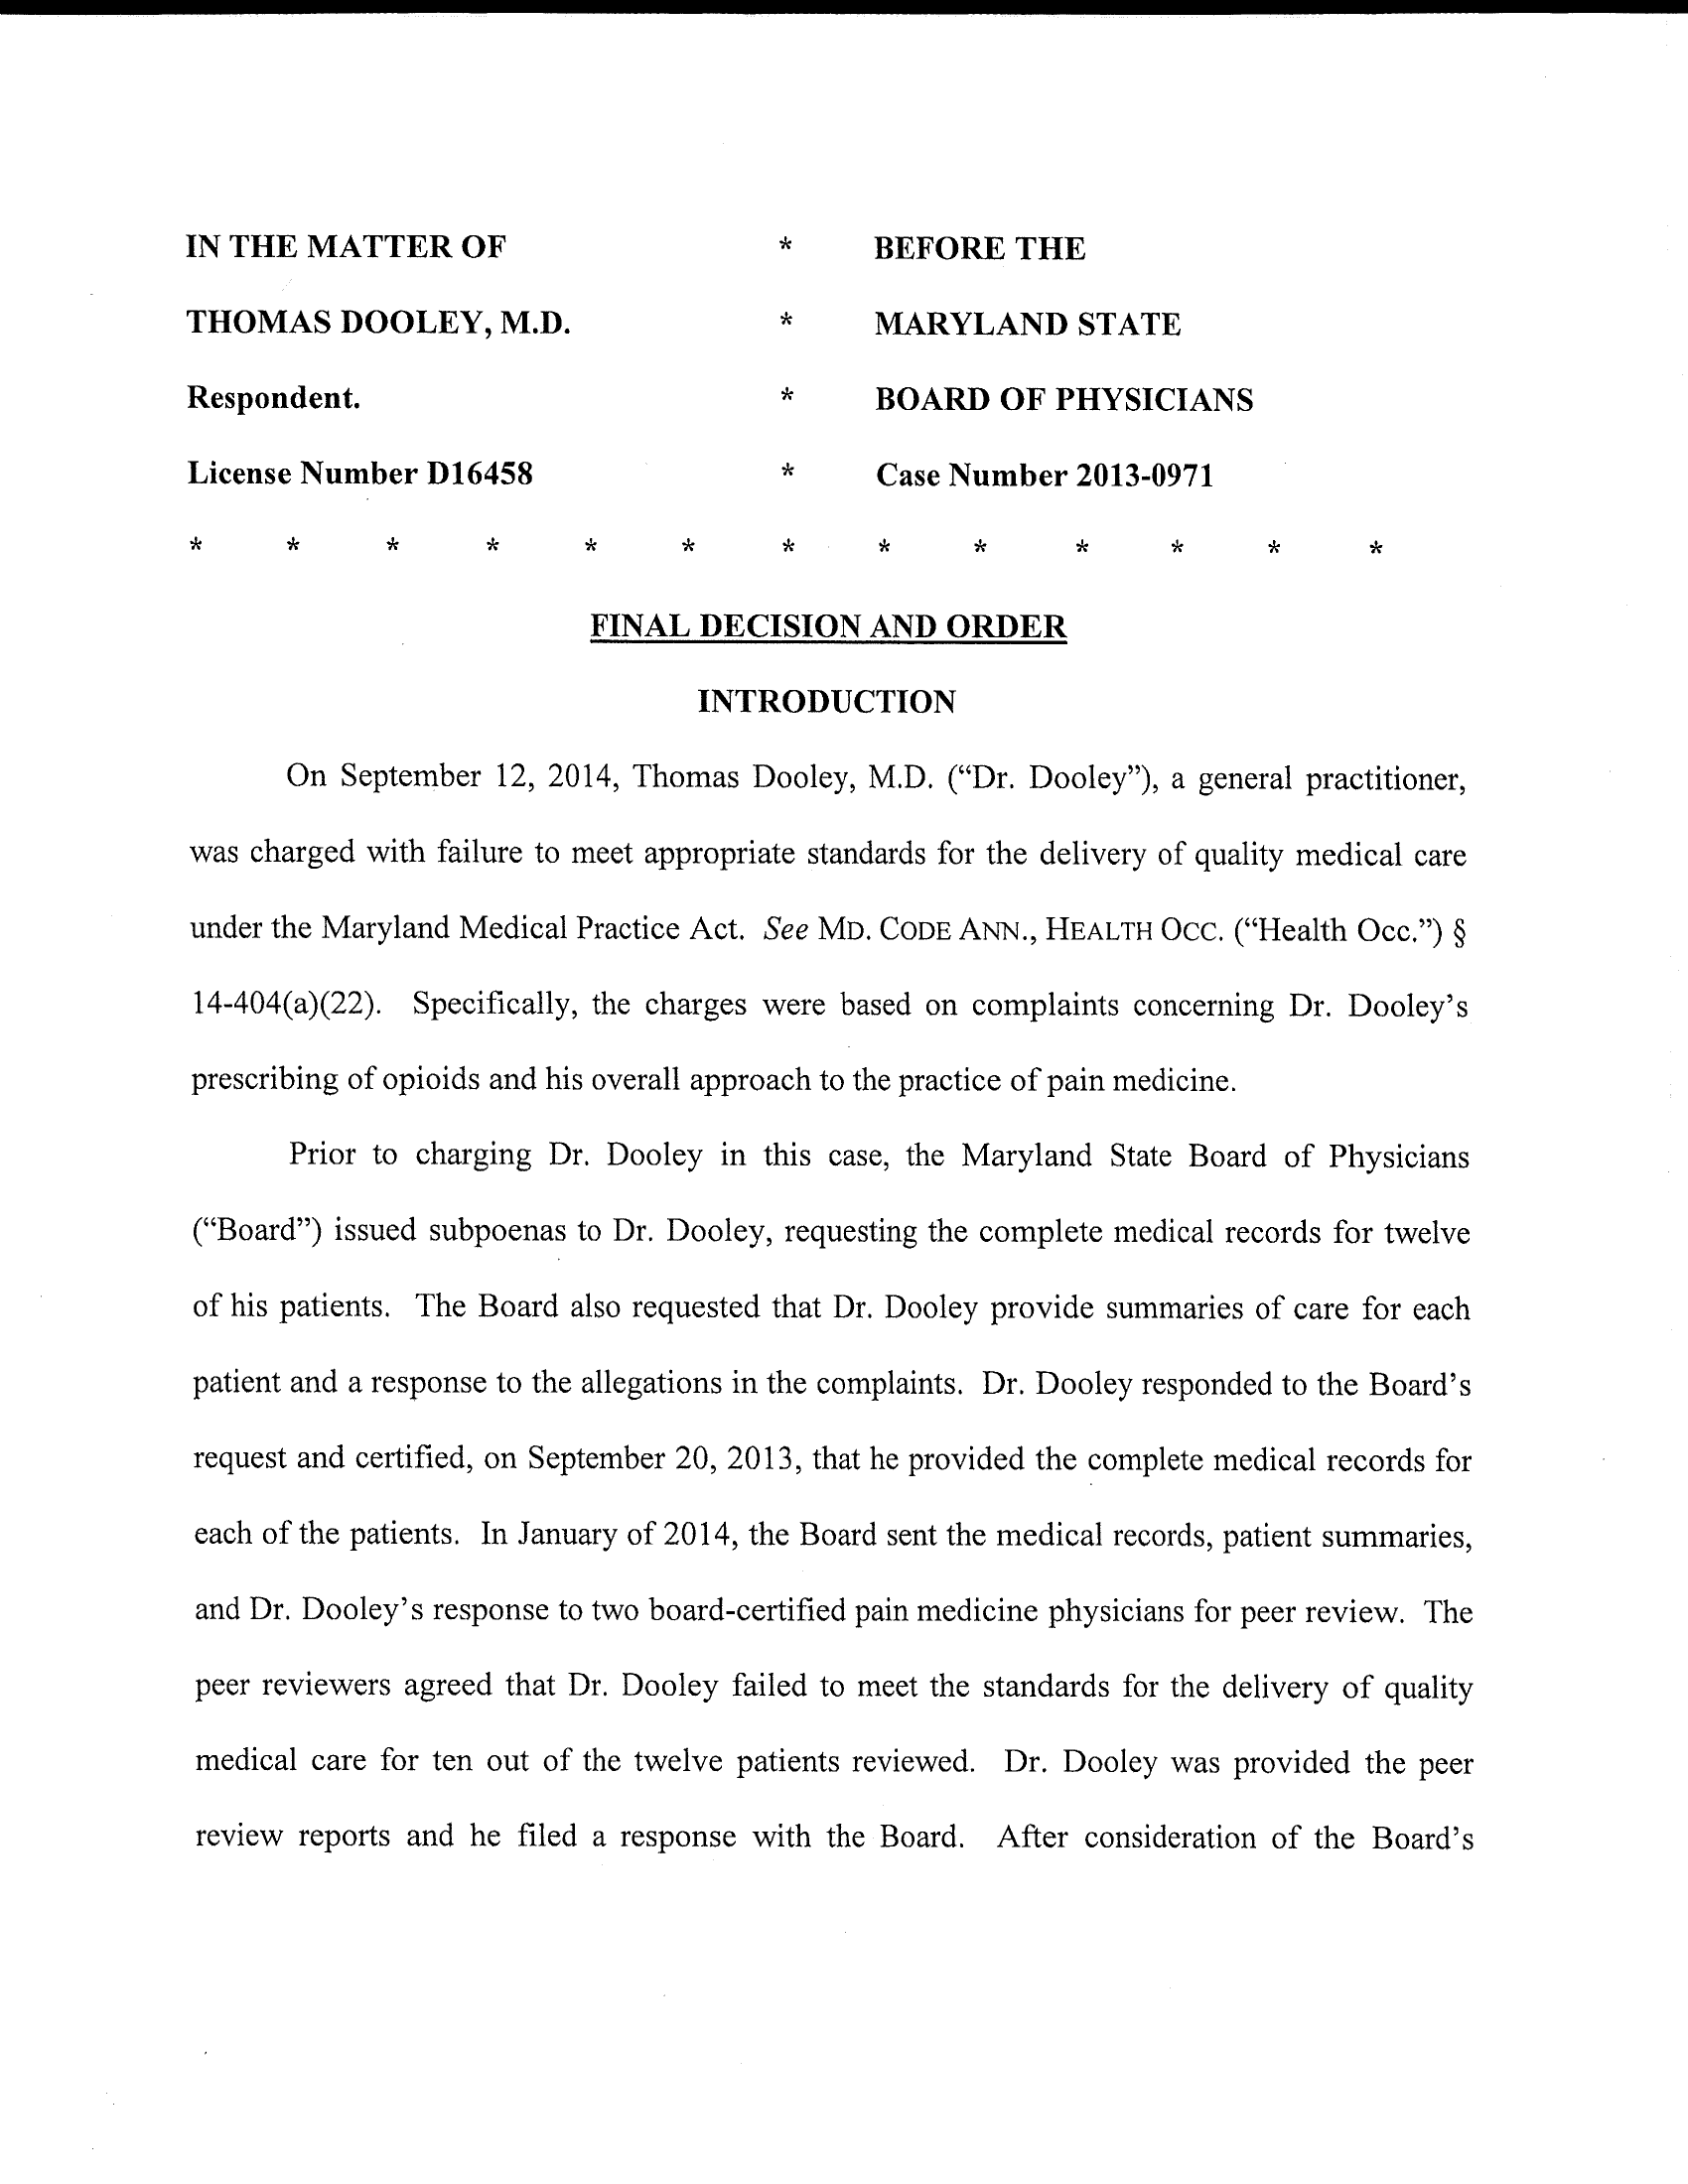 IN THE MATTER OF * BEFORE THE
THOMAS DOOLEY, M.D. * MARYLAND STATE
Respondent. * BOARD OF PHYSICIANS
License Number D16458 * Case Number 2013-0971
* * * * * * * * * * * * *
FINAL DECISION AND ORDER
INTRODUCTION
On September 12, 2014, Thomas Dooley, M.D. (“Dr. Dooley”), a general practitioner,
was charged with failure to meet appropriate standards for the delivery of quality medical care
under the Maryland Medical Practice Act. See MD. CODE ANN., HEALTH OCC. (“Health Occ.”) §
14-404(a)(22). Specifically, the charges were based on complaints concerning Dr. Dooley’s
prescribing of opioids and his overall approach to the practice of pain medicine.
Prior to charging Dr. Dooley in this case, the Maryland State Board of Physicians
(“Board”) issued subpoenas to Dr. Dooley, requesting the complete medical records for twelve
of his patients. The Board also requested that Dr. Dooley provide summaries of care for each
patient and a response to the allegations in the complaints. Dr. Dooley responded to the Board’s
request and certified, on September 20, 2013, that he provided the complete medical records for
each of the patients. In January of 2014, the Board sent the medical records, patient summaries,
and Dr. Dooley’s response to two board-certified pain medicine physicians for peer review. The
peer reviewers agreed that Dr. Dooley failed to meet the standards for the delivery of quality
medical care for ten out of the twelve patients reviewed. Dr. Dooley was provided the peer
review reports and he filed a response with the Board. After consideration of the Board’s